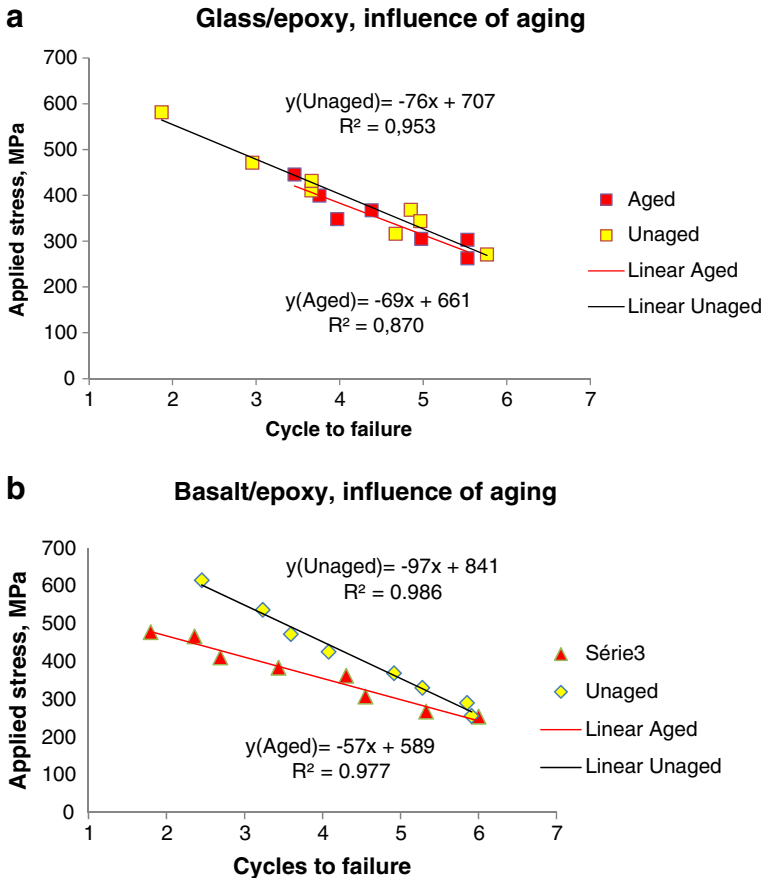 a
Glass/epoxy, influence of aging
700
600
500
400
300
200
100
0
Applied stress, MPa
y(Unaged)= -76x + 707
R² = 0,953
y(Aged)= -69x + 661
R² = 0,870
1 2 3 4 5 6 7
Cycle to failure
Aged
Unaged
Linear Aged
Linear Unaged
b
Basalt/epoxy, influence of aging
700
600
500
400
300
200
100
0
Applied stress, MPa
y(Unaged)= -97x + 841
R² = 0.986
y(Aged)= -57x + 589
R² = 0.977
1 2 3 4 5 6 7
Cycles to failure
Série3
Unaged
Linear Aged
Linear Unaged